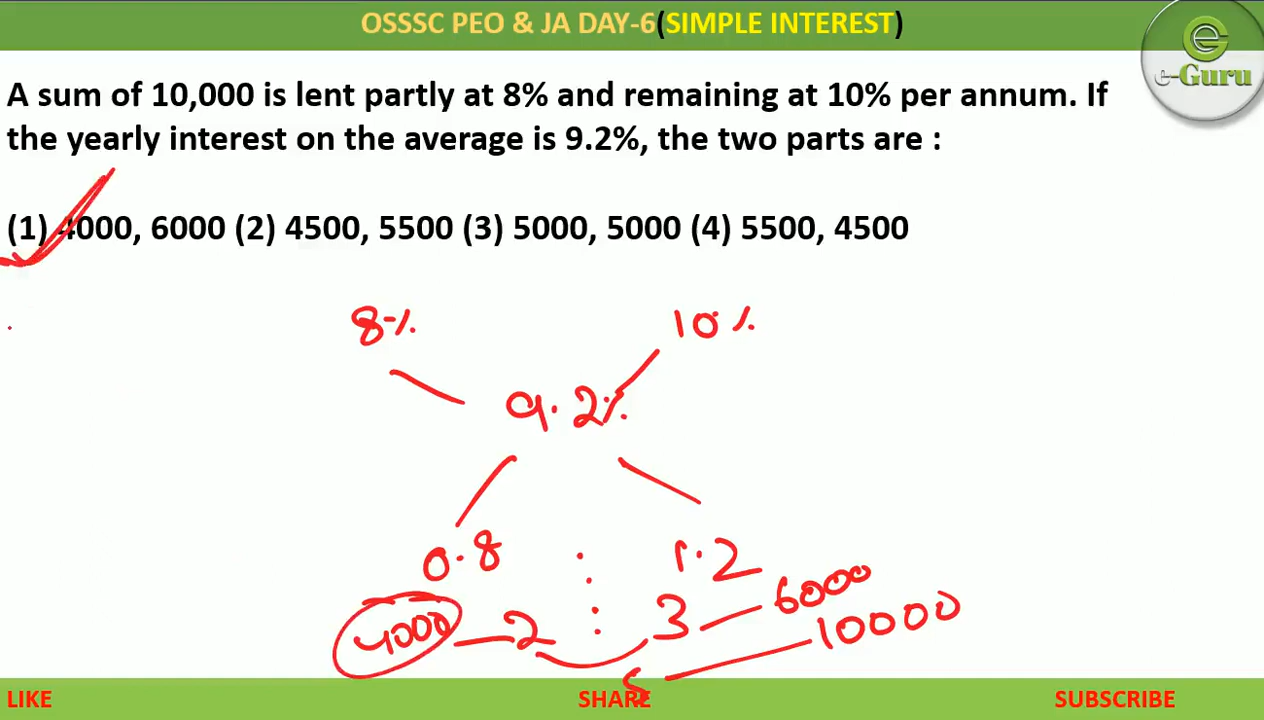 OSSSC PEO & JA DAY-6(SIMPLE INTEREST)
e
e-Guru
A sum of 10,000 is lent partly at 8% and remaining at 10% per annum. If
the yearly interest on the average is 9.2%, the two parts are :
(1) 4000, 6000 (2) 4500, 5500 (3) 5000, 5000 (4) 5500, 4500
8% 10%
9.2%
0.8 : 1.2
4000 2 : 3 6000
5 10000
LIKE SHARE SUBSCRIBE